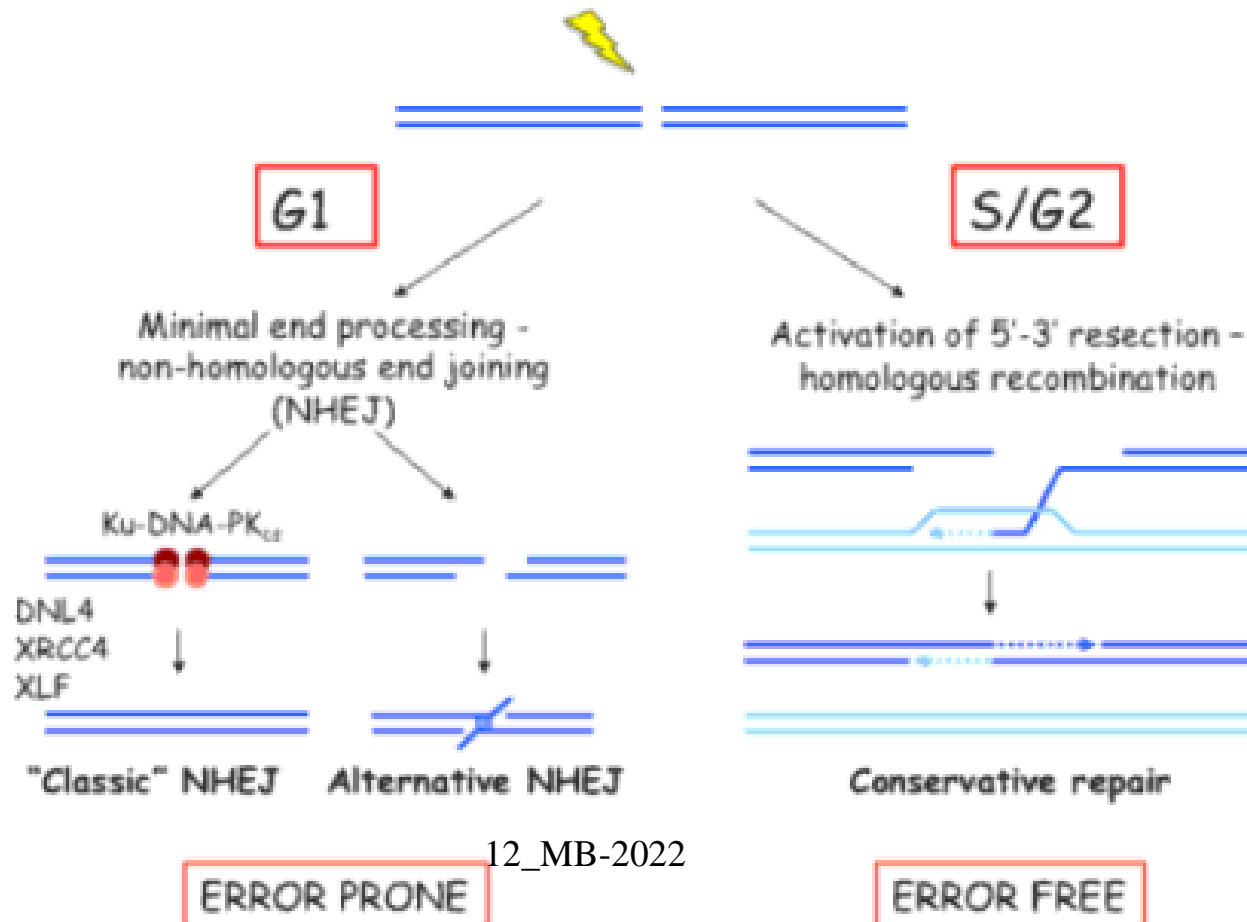 G1
S/G2
Minimal end processing -
non-homologous end joining
(NHEJ)
Activation of 5'-3' resection –
homologous recombination
Ku-DNA-PKcs
DNL4
XRCC4
XLF
"Classic" NHEJ
Alternative NHEJ
Conservative repair
12_MB-2022
ERROR PRONE
ERROR FREE